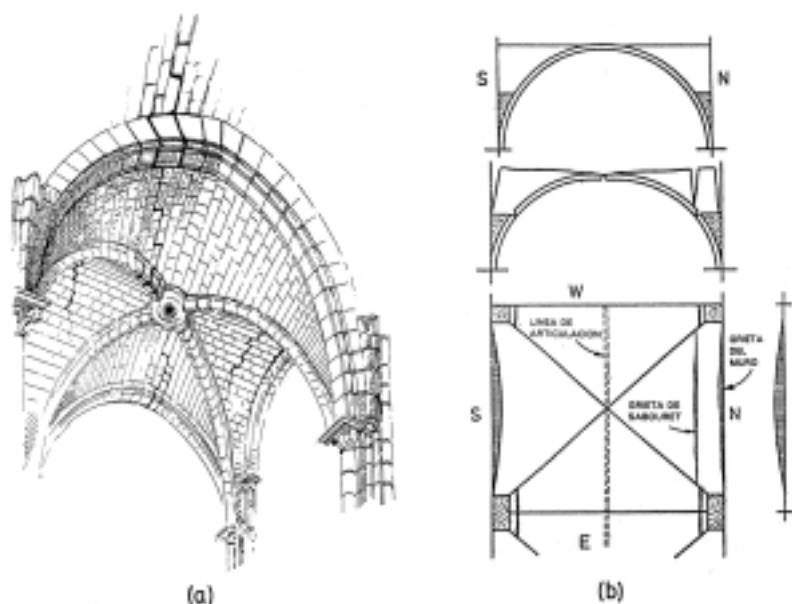 S
N
W
LINEA DE
ARTICULACION
GRIETA
DEL
MURO
GRIETA DE
SABOURET
S
N
E
(a)
(b)